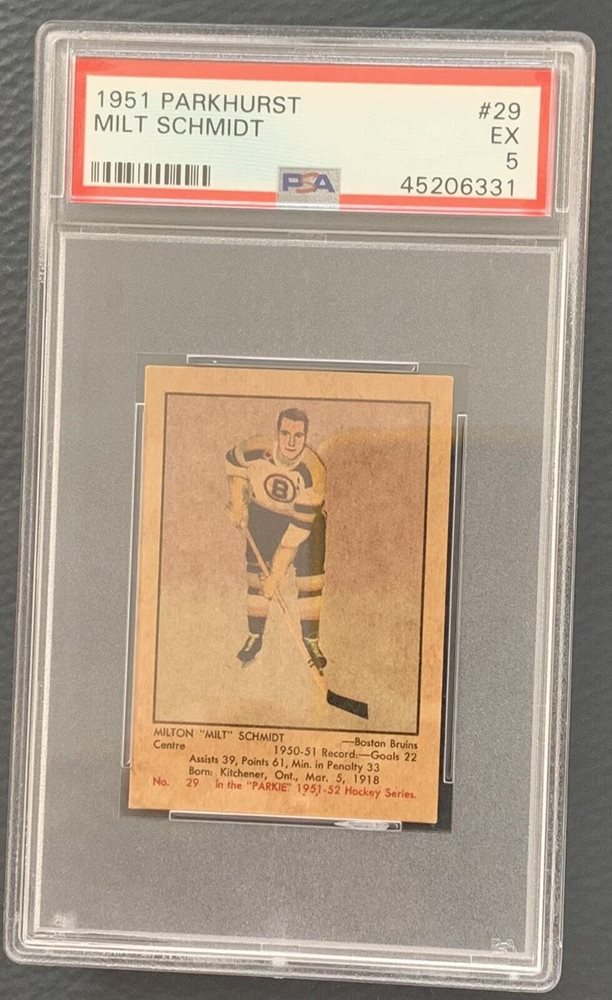 1951 PARKHURST #29
MILT SCHMIDT EX
5
PSA 45206331
B
MILTON "MILT" SCHMIDT —Boston Bruins
Centre 1950-51 Record:—Goals 22
Assists 39, Points 61, Min. in Penalty 33
Born: Kitchener, Ont., Mar. 5, 1918
No. 29 In the "PARKIE" 1951-52 Hockey Series.